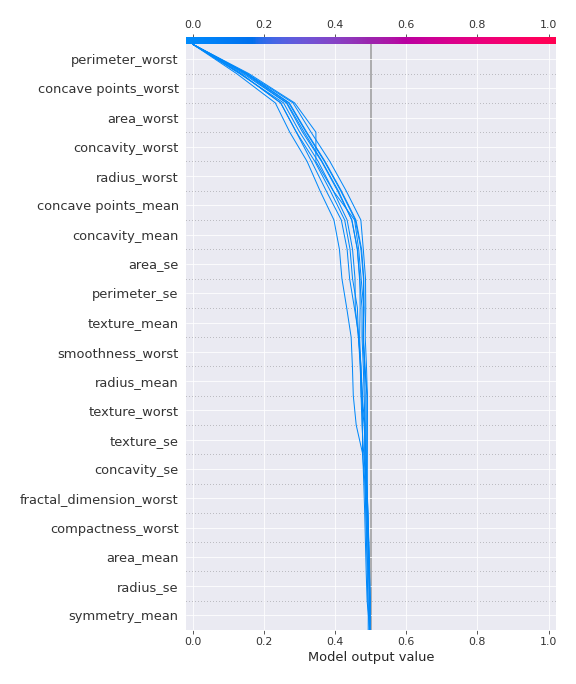 0.0 0.2 0.4 0.6 0.8 1.0
perimeter_worst
concave points_worst
area_worst
concavity_worst
radius_worst
concave points_mean
concavity_mean
area_se
perimeter_se
texture_mean
smoothness_worst
radius_mean
texture_worst
texture_se
concavity_se
fractal_dimension_worst
compactness_worst
area_mean
radius_se
symmetry_mean
0.0 0.2 0.4 0.6 0.8 1.0
Model output value